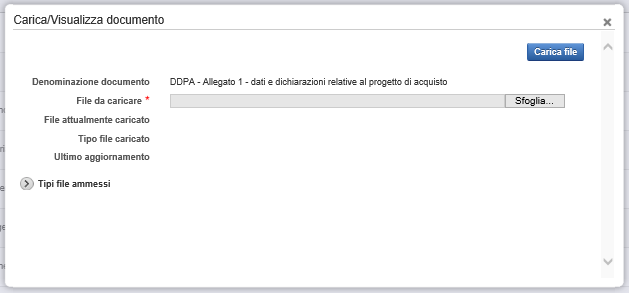 Carica/Visualizza documento
Carica file
Denominazione documento DDPA - Allegato 1 - dati e dichiarazioni relative al progetto di acquisto
File da caricare * Sfoglia...
File attualmente caricato
Tipo file caricato
Ultimo aggiornamento
Tipi file ammessi